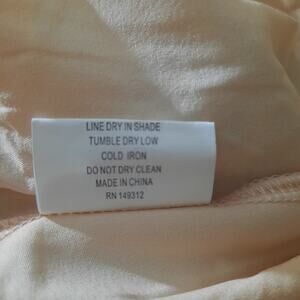 LINE DRY IN SHADE
TUMBLE DRY LOW
COLD IRON
DO NOT DRY CLEAN
MADE IN CHINA
RN 149312